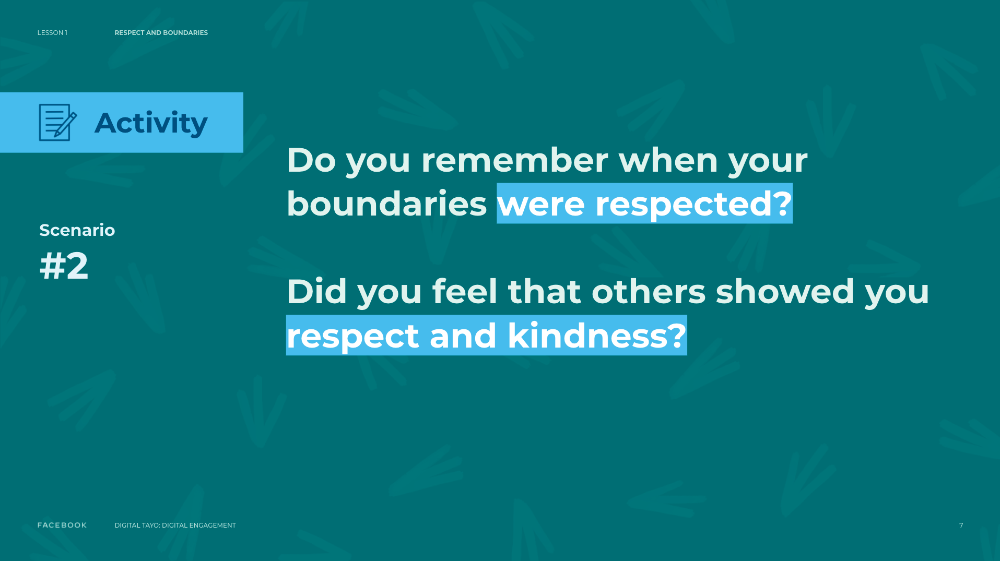 LESSON 1 RESPECT AND BOUNDARIES
Activity
Scenario
#2
Do you remember when your
boundaries were respected?
Did you feel that others showed you
respect and kindness?
FACEBOOK DIGITAL TAYO: DIGITAL ENGAGEMENT 7